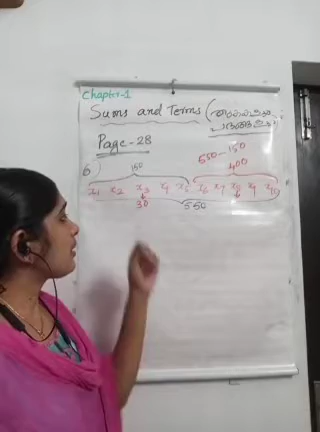 Chapter-1
Sums and Terms (
Page - 28
550 - 150
6) 150 400
x₁ x₂ x₃ x₄ x₅ x₆ x₇ x₈ x₉ x₁₀
30 550